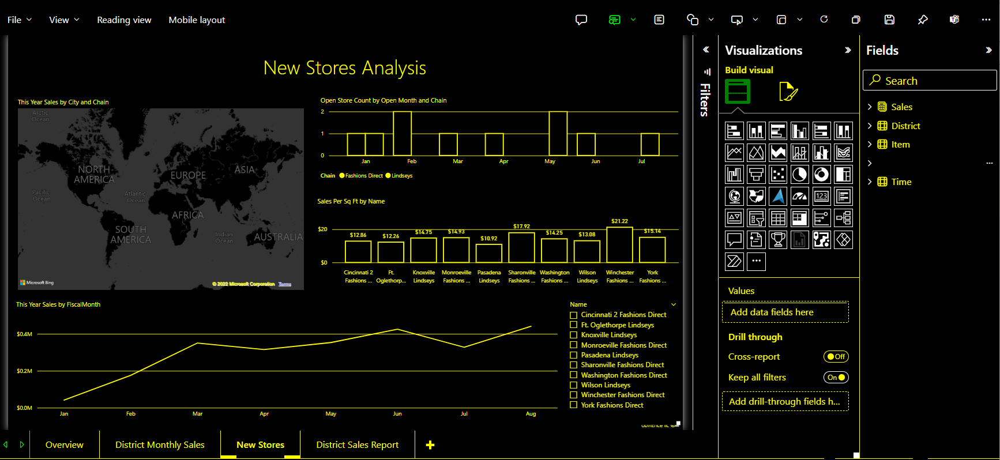 File View Reading view Mobile layout
New Stores Analysis
This Year Sales by City and Chain
Arctic
Ocean
NORTH
AMERICA
EUROPE
ASIA
Pacific
Ocean
Atlantic
Ocean
AFRICA
SOUTH
AMERICA
Indian
Ocean
AUSTRALIA
Microsoft Bing
© 2022 Microsoft Corporation Terms
Open Store Count by Open Month and Chain
2
1
0
Jan Feb Mar Apr May Jun Jul
Chain Fashions Direct Lindseys
Sales Per Sq Ft by Name
$20
$0
$12.86 $12.26 $14.75 $14.93 $10.92 $17.92 $14.25 $13.08 $21.22 $15.14
Cincinnati 2 Ft. Knoxville Monroeville Pasadena Sharonville Washington Wilson Winchester York
Fashions ... Oglethorp... Lindseys Fashions ... Lindseys Fashions ... Fashions ... Lindseys Fashions ... Fashions ...
This Year Sales by FiscalMonth
$0.4M
$0.2M
$0.0M
Jan Feb Mar Apr May Jun Jul Aug
Name
Cincinnati 2 Fashions Direct
Ft. Oglethorpe Lindseys
Knoxville Lindseys
Monroeville Fashions Direct
Pasadena Lindseys
Sharonville Fashions Direct
Washington Fashions Direct
Wilson Lindseys
Winchester Fashions Direct
York Fashions Direct
Overview District Monthly Sales New Stores District Sales Report
Filters
Visualizations
Build visual
123
Values
Add data fields here
Drill through
Cross-report Off
Keep all filters On
Add drill-through fields h...
Fields
Search
Sales
District
Item
...
Time